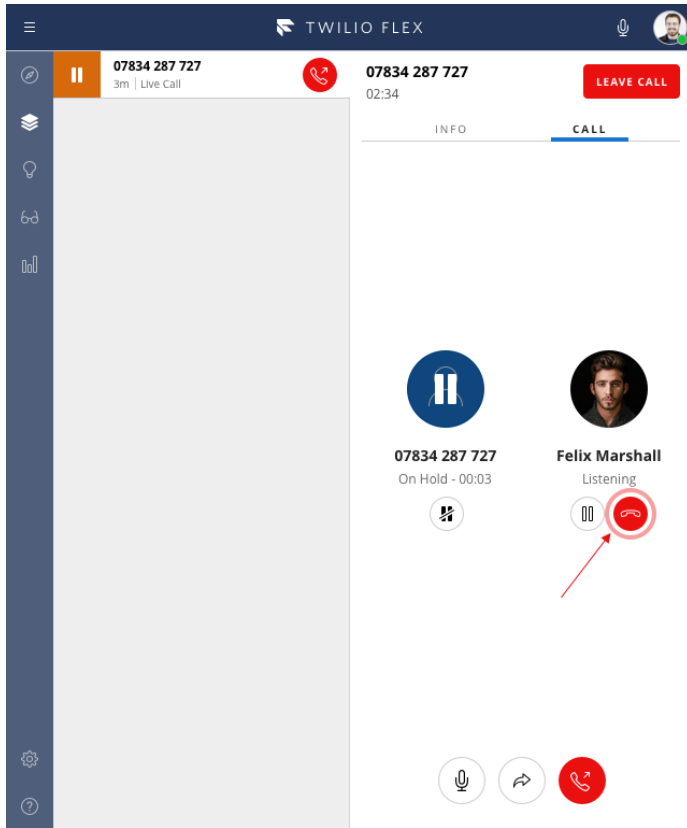 TWILIO FLEX
07834 287 727
3m | Live Call
07834 287 727
02:34
LEAVE CALL
INFO
CALL
07834 287 727
On Hold - 00:03
Felix Marshall
Listening
?